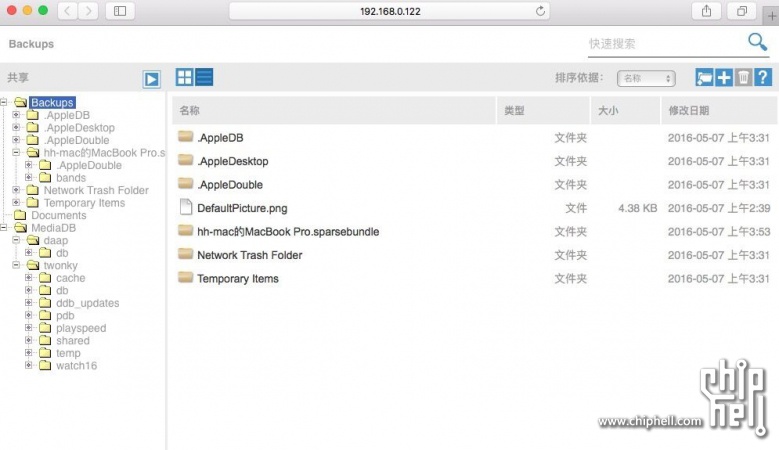 192.168.0.122
Backups
快速搜索
共享
排序依据:
名称
?
Backups
.AppleDB
.AppleDesktop
.AppleDouble
hh-mac的MacBook Pro.s
.AppleDouble
bands
Network Trash Folder
Temporary Items
Documents
MediaDB
daap
db
twonky
cache
db
ddb_updates
pdb
playspeed
shared
temp
watch16
名称 类型 大小 修改日期
.AppleDB 文件夹 2016-05-07 上午3:31
.AppleDesktop 文件夹 2016-05-07 上午3:31
.AppleDouble 文件夹 2016-05-07 上午3:31
DefaultPicture.png 文件 4.38 KB 2016-05-07 上午2:39
hh-mac的MacBook Pro.sparsebundle 文件夹 2016-05-07 上午3:53
Network Trash Folder 文件夹 2016-05-07 上午3:31
Temporary Items 文件夹 2016-05-07 上午3:31
www.chiphell.com
chip
hell